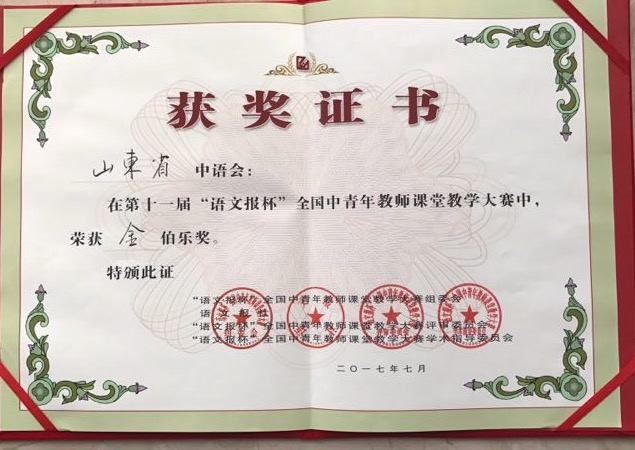 获奖证书
山東省 中语会：
在第十一届“语文报杯”全国中青年教师课堂教学大赛中，
荣获 金 伯乐奖。
特颁此证
“语文报杯”全国中青年教师课堂教学大赛组委会
语文报社
“语文报杯”全国中青年教师课堂教学大赛评审委员会
“语文报杯”全国中青年教师课堂教学大赛学术指导委员会
二〇一七年七月